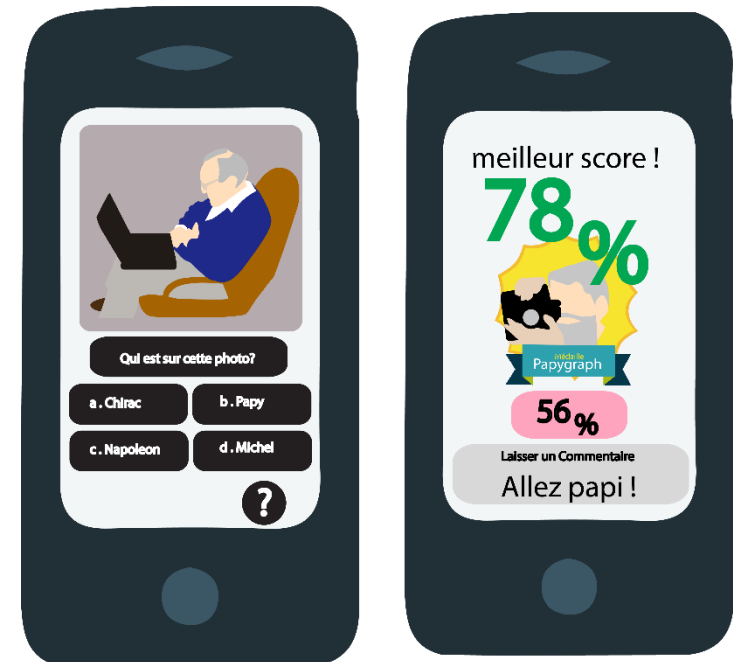 Qui est sur cette photo?
a . Chirac
b . Papy
c . Napoleon
d . Michel
?
meilleur score !
78%
Médaille
Papygraph
56%
Laisser un Commentaire
Allez papi !